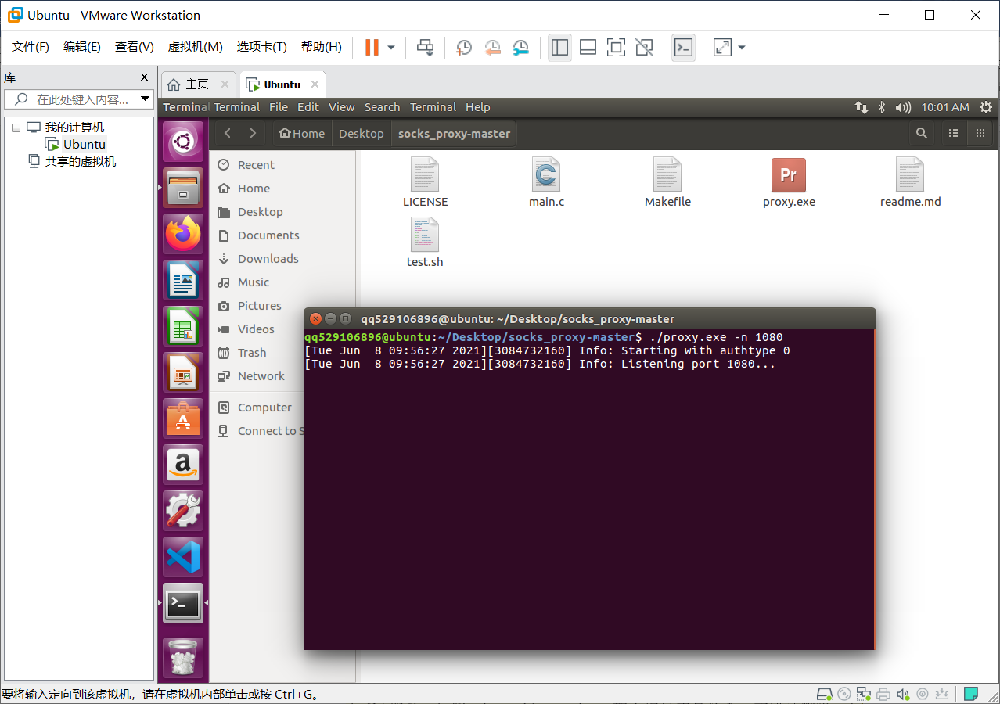 Ubuntu - VMware Workstation
文件(F) 编辑(E) 查看(V) 虚拟机(M) 选项卡(T) 帮助(H)
库
在此处键入内容...
我的计算机
Ubuntu
共享的虚拟机
主页
Ubuntu
Terminal Terminal File Edit View Search Terminal Help 10:01 AM
Home Desktop socks_proxy-master
Recent
Home
Desktop
Documents
Downloads
Music
Pictures
Videos
Trash
Network
Computer
Connect to S
LICENSE
main.c
Makefile
Pr
proxy.exe
readme.md
test.sh
qq529106896@ubuntu: ~/Desktop/socks_proxy-master
qq529106896@ubuntu:~/Desktop/socks_proxy-master$ ./proxy.exe -n 1080
[Tue Jun  8 09:56:27 2021][3084732160] Info: Starting with authtype 0
[Tue Jun  8 09:56:27 2021][3084732160] Info: Listening port 1080...
要将输入定向到该虚拟机，请在虚拟机内部单击或按 Ctrl+G。